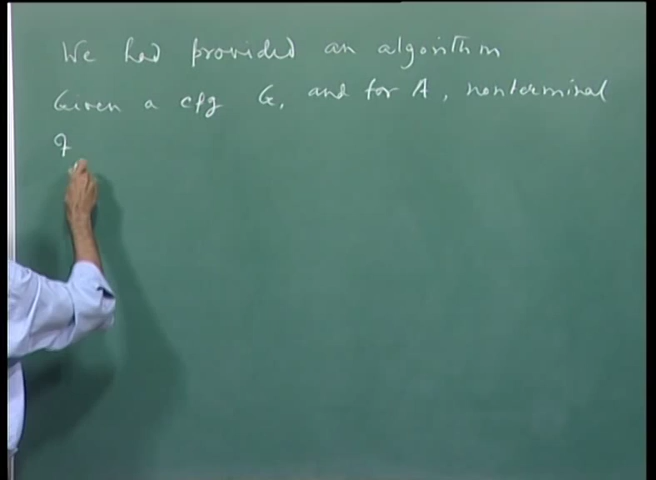 We had provided an algorithm
Given a cfg G, and for A, nonterminal